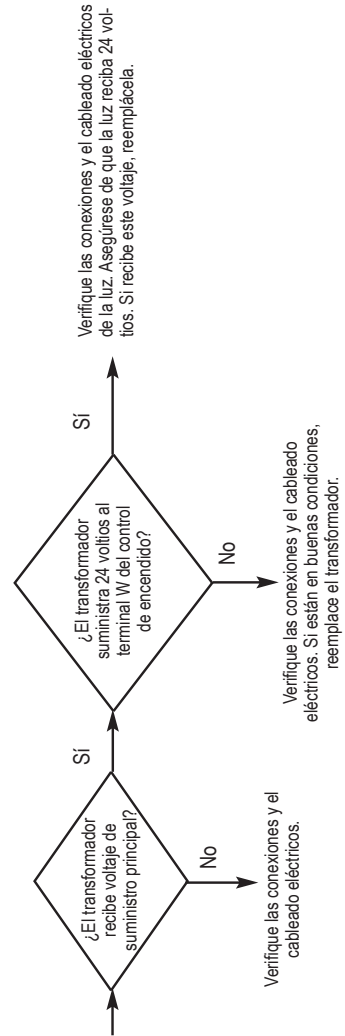 ¿El transformador
recibe voltaje de
suministro principal?
Sí
No
Verifique las conexiones y el
cableado eléctricos.
¿El transformador
suministra 24 voltios al
terminal W del control
de encendido?
Sí
No
Verifique las conexiones y el cableado
eléctricos. Si están en buenas condiciones,
reemplace el transformador.
Verifique las conexiones y el cableado eléctricos
de la luz. Asegúrese de que la luz reciba 24 vol-
tios. Si recibe este voltaje, reemplácela.